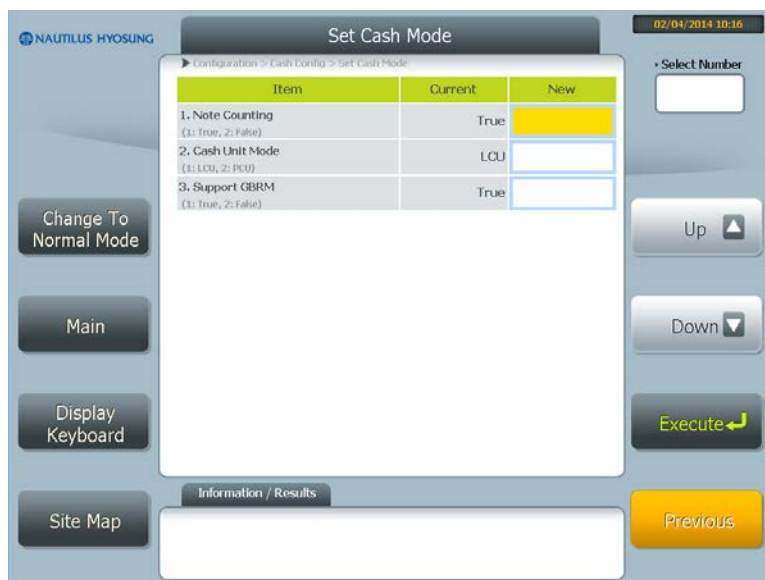 NAUTILUS HYOSUNG
Set Cash Mode
02/04/2014 10:16
Configuration > Cash Config > Set Cash Mode
Select Number
Item Current New
1. Note Counting True
(1: True, 2: False)
2. Cash Unit Mode LCU
(1: LCU, 2: PCU)
3. Support GBRM True
(1: True, 2: False)
Change To
Normal Mode
Up
Main
Down
Display
Keyboard
Execute
Information / Results
Site Map
Previous